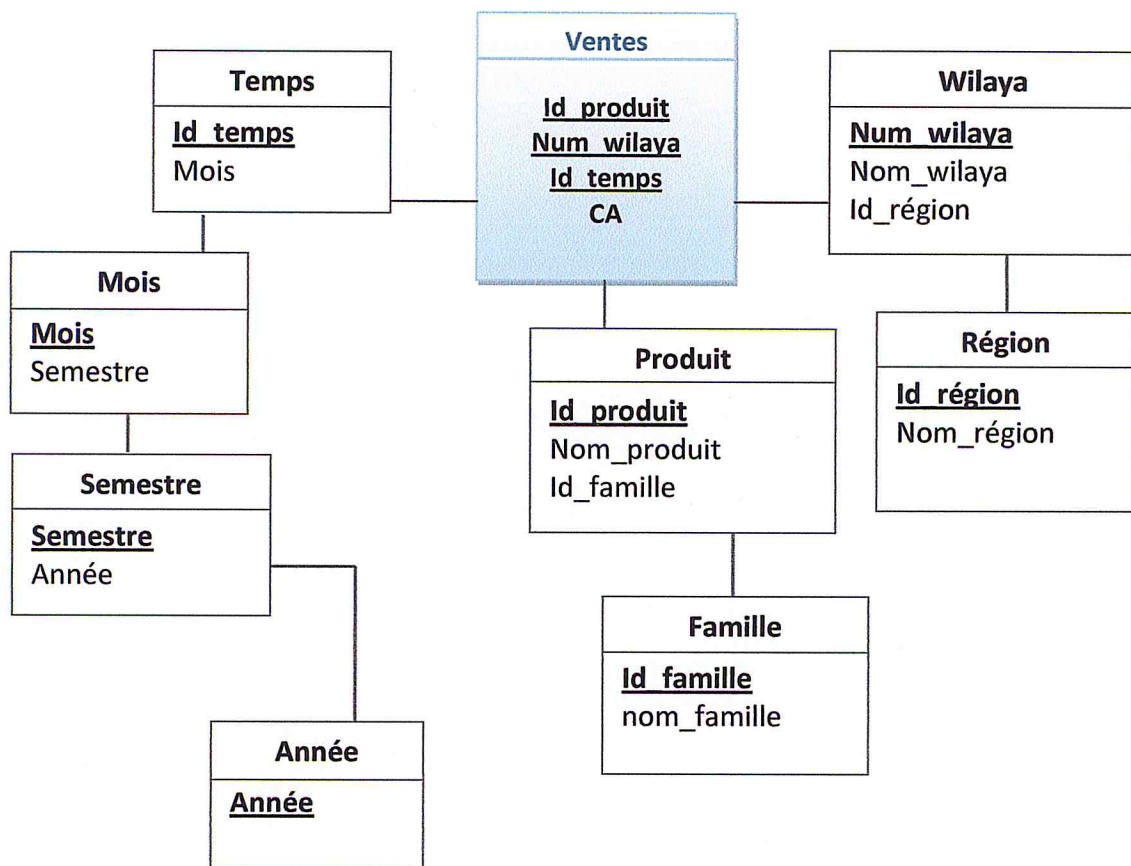 Ventes
Id_produit
Num_wilaya
Id_temps
CA
Temps
Id_temps
Mois
Wilaya
Num_wilaya
Nom_wilaya
Id_région
Mois
Mois
Semestre
Produit
Id_produit
Nom_produit
Id_famille
Région
Id_région
Nom_région
Semestre
Semestre
Année
Famille
Id_famille
nom_famille
Année
Année